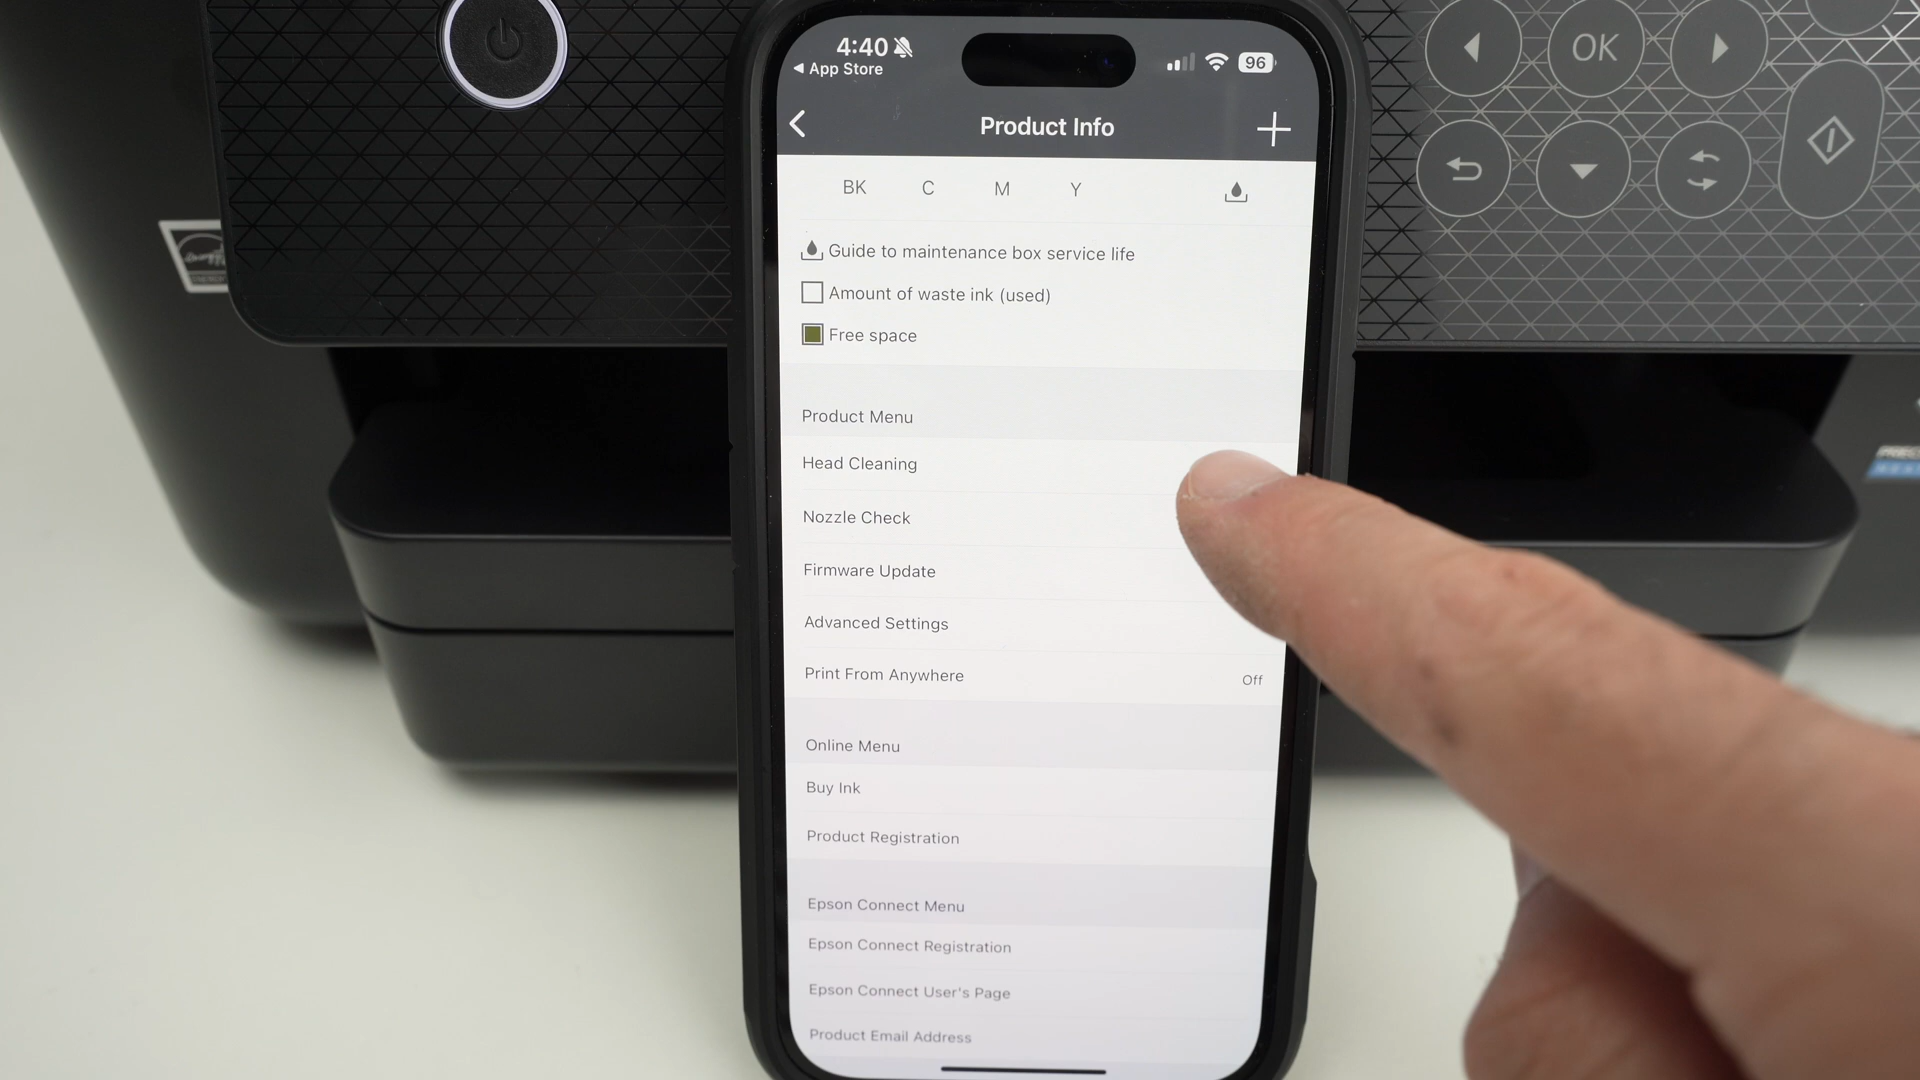 4:40
App Store
96
Product Info
BK C M Y
Guide to maintenance box service life
Amount of waste ink (used)
Free space
Product Menu
Head Cleaning
Nozzle Check
Firmware Update
Advanced Settings
Print From Anywhere Off
Online Menu
Buy Ink
Product Registration
Epson Connect Menu
Epson Connect Registration
Epson Connect User's Page
Product Email Address
OK